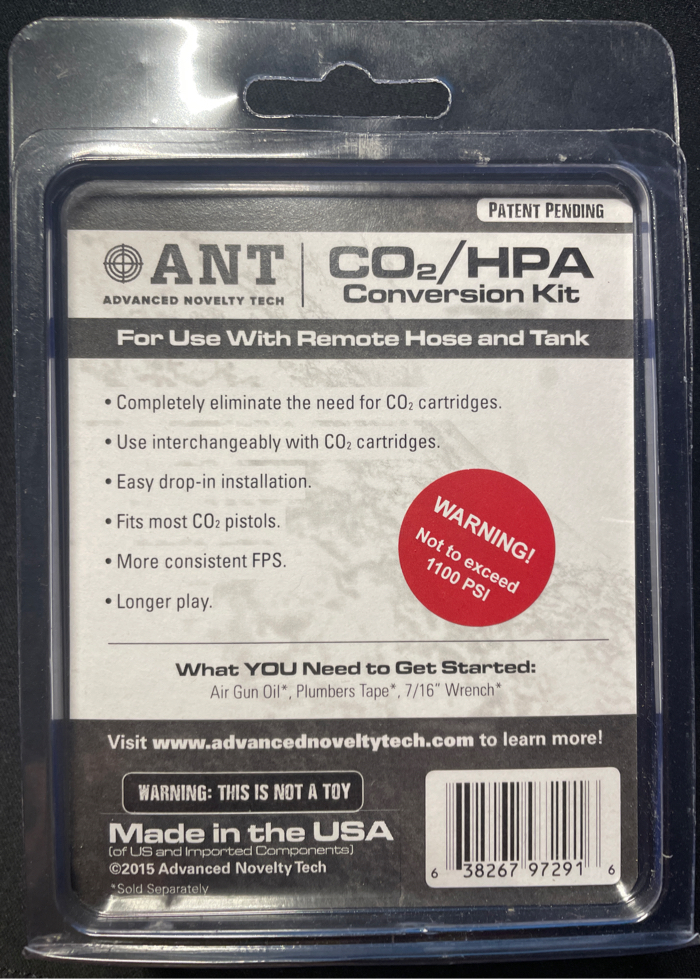 PATENT PENDING
ANT
ADVANCED NOVELTY TECH
CO₂/HPA
Conversion Kit
For Use With Remote Hose and Tank
• Completely eliminate the need for CO₂ cartridges.
• Use interchangeably with CO₂ cartridges.
• Easy drop-in installation.
• Fits most CO₂ pistols.
• More consistent FPS.
• Longer play.
WARNING!
Not to exceed
1100 PSI
What YOU Need to Get Started:
Air Gun Oil*, Plumbers Tape*, 7/16" Wrench*
Visit www.advancednoveltytech.com to learn more!
WARNING: THIS IS NOT A TOY
Made in the USA
(of US and Imported Components)
©2015 Advanced Novelty Tech
*Sold Separately
6 38267 97291 6